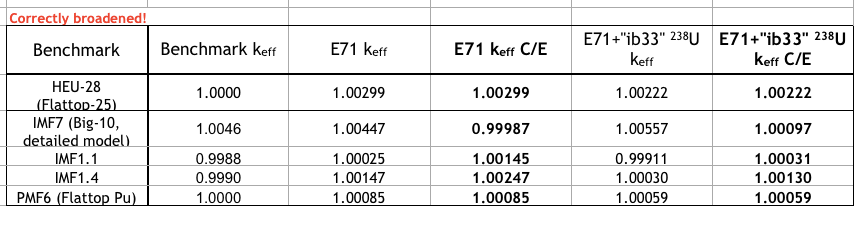 Correctly broadened!
Benchmark Benchmark keff E71 keff E71 keff C/E E71+"ib33" ²³⁸U keff E71+"ib33" ²³⁸U keff C/E
HEU-28 (Flattop-25) 1.0000 1.00299 1.00299 1.00222 1.00222
IMF7 (Big-10, detailed model) 1.0046 1.00447 0.99987 1.00557 1.00097
IMF1.1 0.9988 1.00025 1.00145 0.99911 1.00031
IMF1.4 0.9990 1.00147 1.00247 1.00030 1.00130
PMF6 (Flattop Pu) 1.0000 1.00085 1.00085 1.00059 1.00059